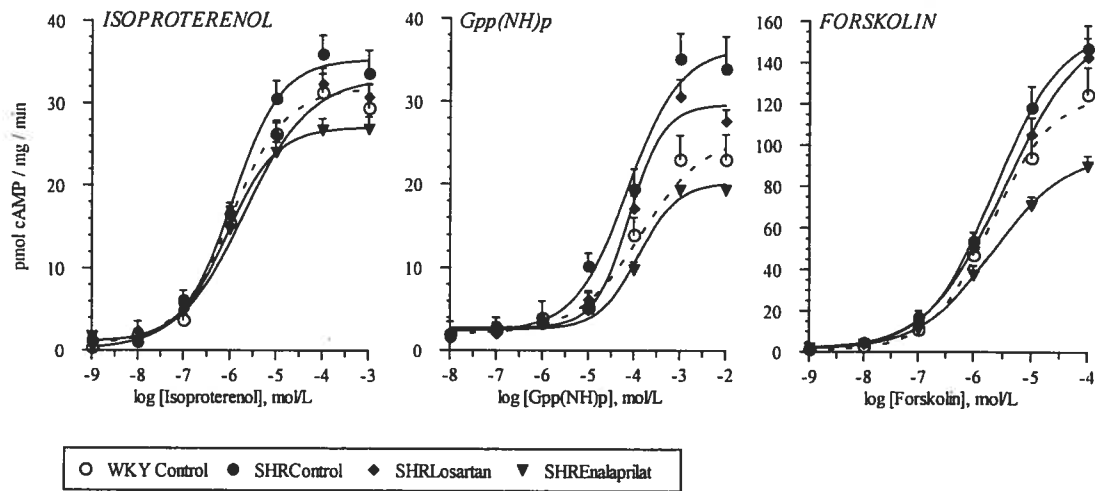 ISOPROTERENOL
Gpp(NH)p
FORSKOLIN
pmol cAMP / mg / min
40
30
20
10
0
-9 -8 -7 -6 -5 -4 -3
log [Isoproterenol], mol/L
40
30
20
10
0
-8 -7 -6 -5 -4 -3 -2
log [Gpp(NH)p], mol/L
160
140
120
100
80
60
40
20
0
-9 -8 -7 -6 -5 -4
log [Forskolin], mol/L
WKY Control SHRControl SHRLosartan SHREnalaprilat